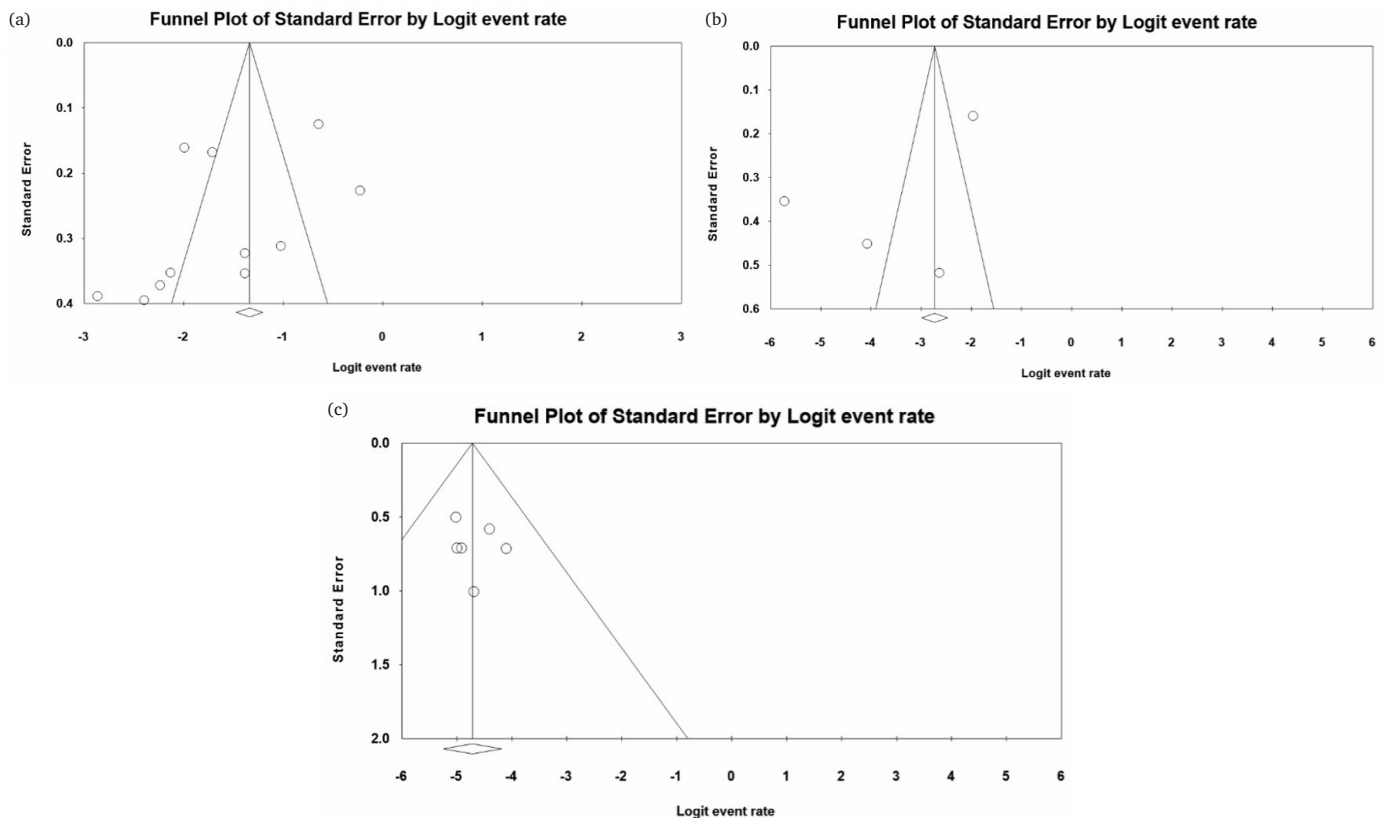 (a)
Funnel Plot of Standard Error by Logit event rate
0.0
0.1
0.2
0.3
0.4
Standard Error
-3 -2 -1 0 1 2 3
Logit event rate
(b)
Funnel Plot of Standard Error by Logit event rate
0.0
0.1
0.2
0.3
0.4
0.5
0.6
Standard Error
-6 -5 -4 -3 -2 -1 0 1 2 3 4 5 6
Logit event rate
(c)
Funnel Plot of Standard Error by Logit event rate
0.0
0.5
1.0
1.5
2.0
Standard Error
-6 -5 -4 -3 -2 -1 0 1 2 3 4 5 6
Logit event rate